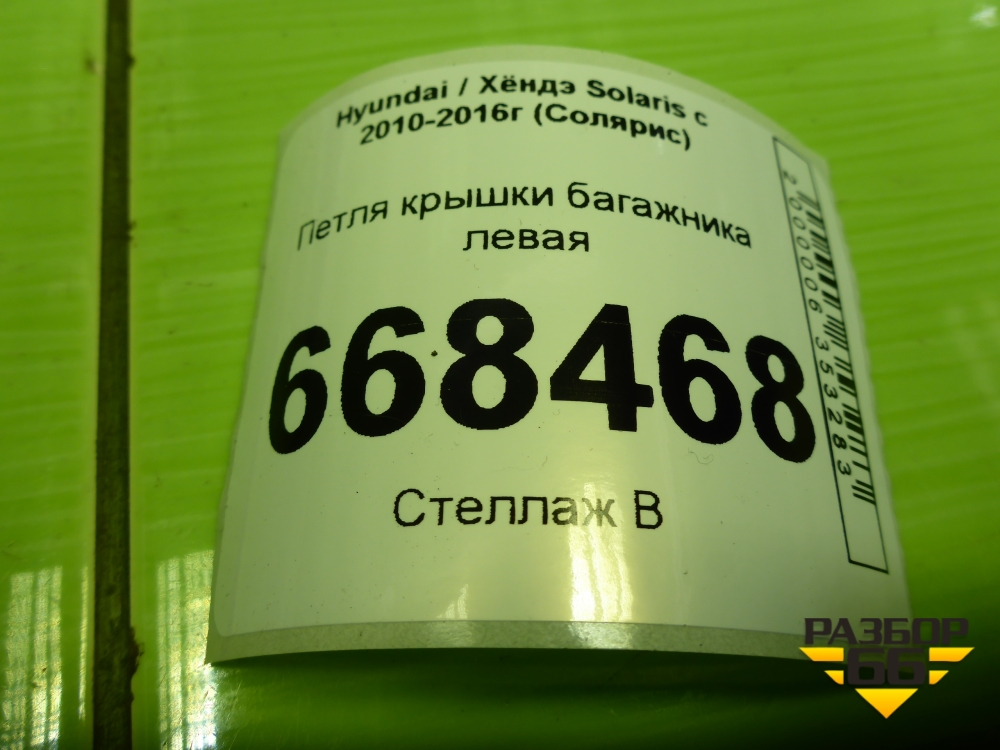 Hyundai / Хёндэ Solaris с
2010-2016г (Солярис)
Петля крышки багажника
левая
668468
Стеллаж В
2000006353283
РАЗБОР
66